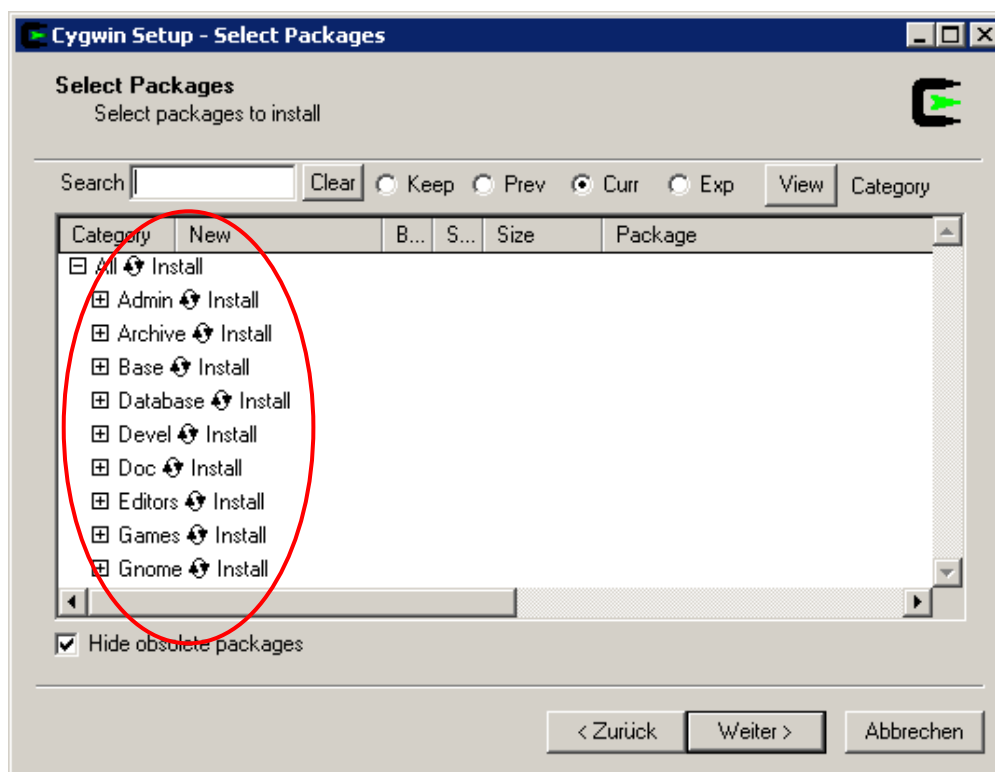 Cygwin Setup - Select Packages
Select Packages
Select packages to install
Search Clear Keep Prev Curr Exp View Category
Category New B... S... Size Package
All Install
Admin Install
Archive Install
Base Install
Database Install
Devel Install
Doc Install
Editors Install
Games Install
Gnome Install
Hide obsolete packages
< Zurück Weiter > Abbrechen